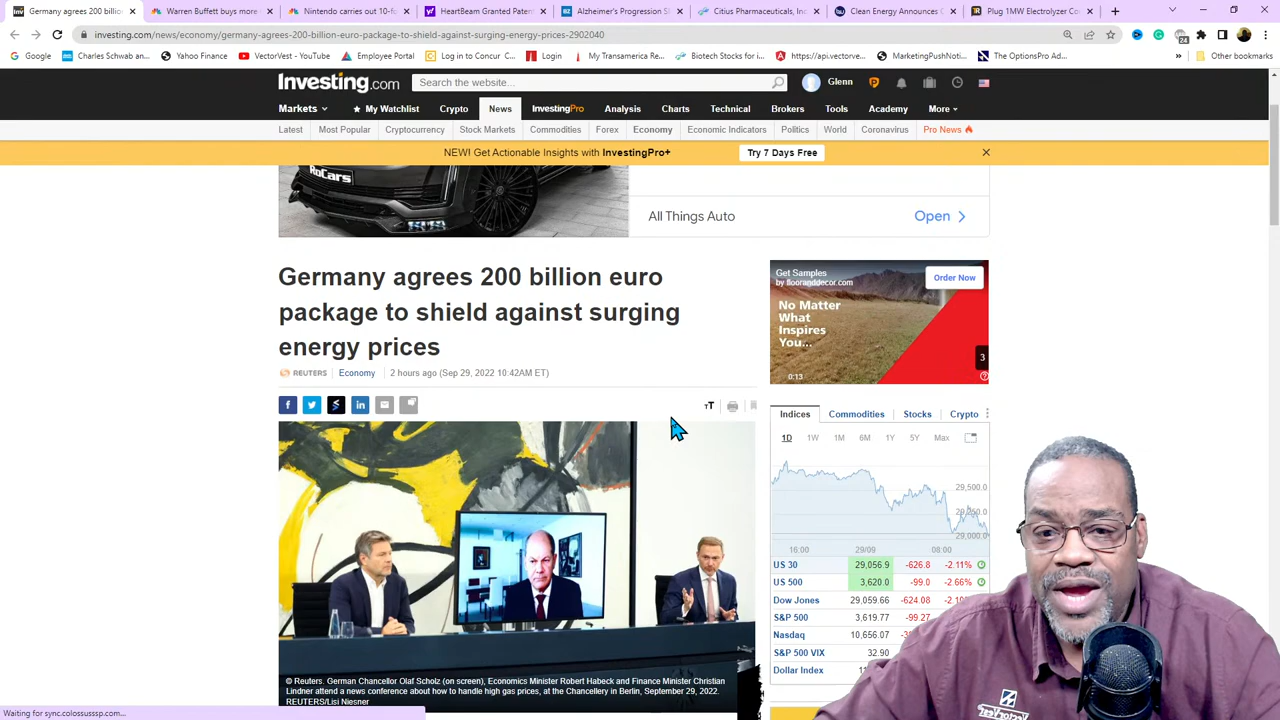 Germany agrees 200 billio
Warren Buffett buys more
Nintendo carries out 10-fo
HeartBeam Granted Paten
Alzheimer's Progression S
Citius Pharmaceuticals, In
Clean Energy Announces
Plug 1MW Electrolyzer Co
investing.com/news/economy/germany-agrees-200-billion-euro-package-to-shield-against-surging-energy-prices-2902040
24
Google
Charles Schwab an...
Yahoo Finance
VectorVest - YouTube
Employee Portal
Log in to Concur C...
Login
My Transamerica Re...
Biotech Stocks for i...
https://api.vectorve...
MarketingPushNoti...
The OptionsPro Ad...
»
Other bookmarks
Investing.com
Search the website...
Glenn
Markets
My Watchlist
Crypto
News
InvestingPro
Analysis
Charts
Technical
Brokers
Tools
Academy
More
Latest
Most Popular
Cryptocurrency
Stock Markets
Commodities
Forex
Economy
Economic Indicators
Politics
World
Coronavirus
Pro News
NEW! Get Actionable Insights with InvestingPro+
Try 7 Days Free
RoCars
All Things Auto
Open
Germany agrees 200 billion euro
package to shield against surging
energy prices
REUTERS
Economy
2 hours ago (Sep 29, 2022 10:42AM ET)
Get Samples
by flooranddecor.com
Order Now
No Matter
What
Inspires
You...
0:13
3
Indices
Commodities
Stocks
Crypto
1D
1W
1M
6M
1Y
5Y
Max
29,500.0
29,250.0
29,000.0
16:00
29/09
08:00
US 30 29,056.9 -626.8 -2.11%
US 500 3,620.0 -99.0 -2.66%
Dow Jones 29,059.66 -624.08 -2.10%
S&P 500 3,619.77 -99.27
Nasdaq 10,656.07
S&P 500 VIX 32.90
Dollar Index
© Reuters. German Chancellor Olaf Scholz (on screen), Economics Minister Robert Habeck and Finance Minister Christian
Lindner attend a news conference about how to handle high gas prices, at the Chancellery in Berlin, September 29, 2022.
REUTERS/Lisi Niesner
Waiting for sync.colossusssp.com...